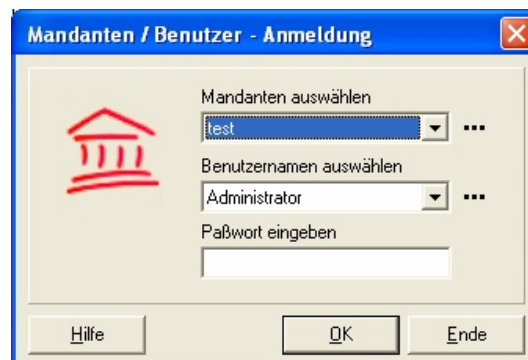 Mandanten / Benutzer - Anmeldung
Mandanten auswählen
test
Benutzernamen auswählen
Administrator
Paßwort eingeben
Hilfe
OK
Ende